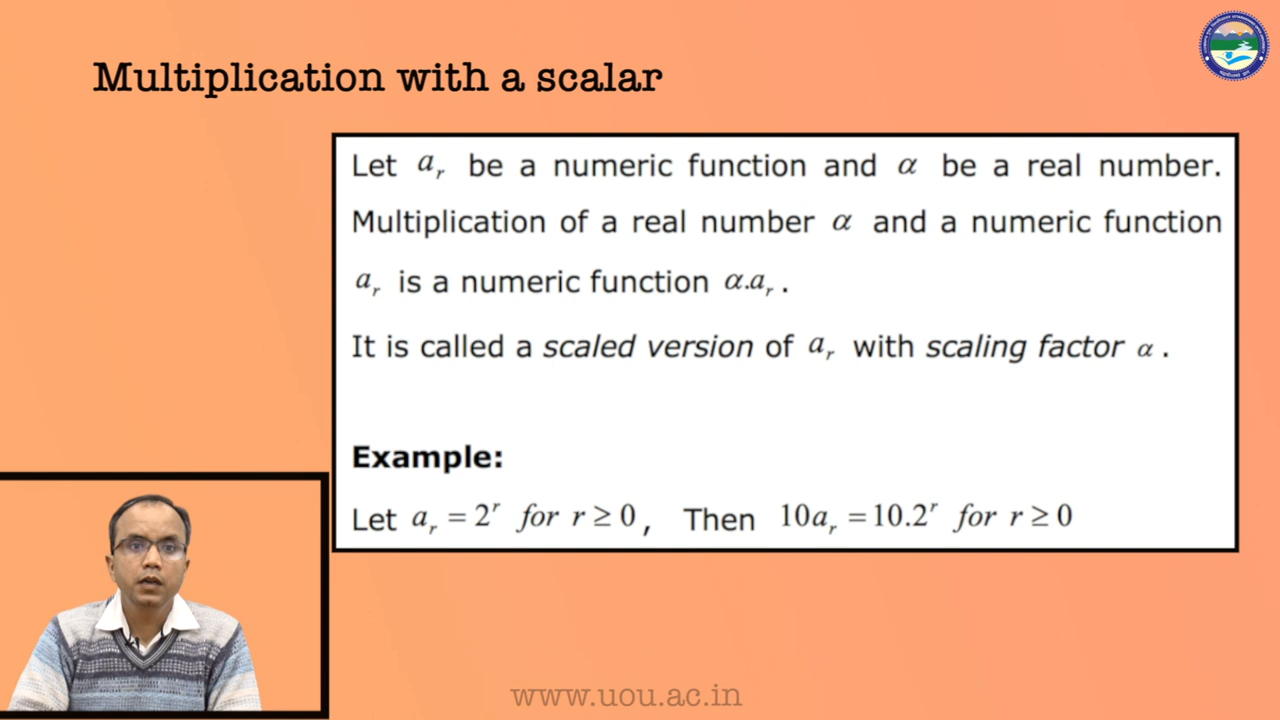 Multiplication with a scalar
Let a_r be a numeric function and α be a real number.
Multiplication of a real number α and a numeric function
a_r is a numeric function α.a_r .
It is called a scaled version of a_r with scaling factor α .
Example:
Let a_r = 2^r for r ≥ 0, Then 10a_r = 10.2^r for r ≥ 0
www.uou.ac.in